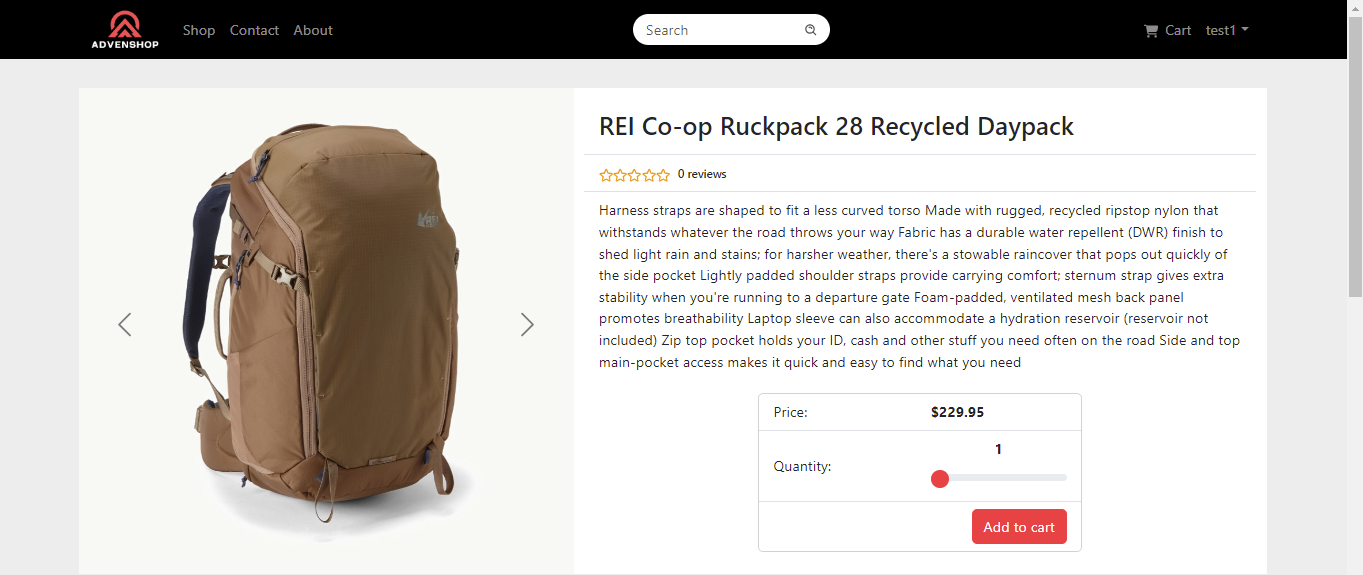 ADVENSHOP
Shop Contact About
Search
Cart test1
REI Co-op Ruckpack 28 Recycled Daypack
0 reviews
Harness straps are shaped to fit a less curved torso Made with rugged, recycled ripstop nylon that
withstands whatever the road throws your way Fabric has a durable water repellent (DWR) finish to
shed light rain and stains; for harsher weather, there's a stowable raincover that pops out quickly of
the side pocket Lightly padded shoulder straps provide carrying comfort; sternum strap gives extra
stability when you're running to a departure gate Foam-padded, ventilated mesh back panel
promotes breathability Laptop sleeve can also accommodate a hydration reservoir (reservoir not
included) Zip top pocket holds your ID, cash and other stuff you need often on the road Side and top
main-pocket access makes it quick and easy to find what you need
Price: $229.95
1
Quantity:
Add to cart